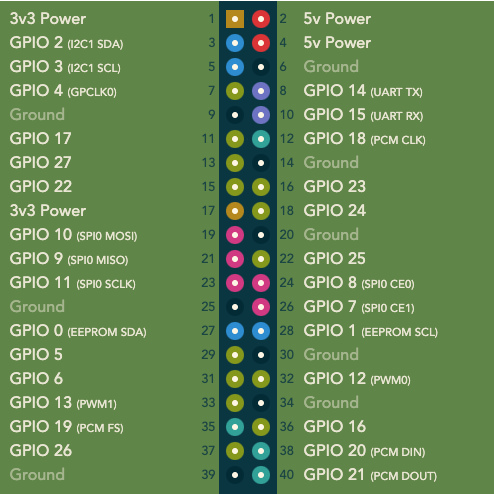 3v3 Power 1 2 5v Power
GPIO 2 (I2C1 SDA) 3 4 5v Power
GPIO 3 (I2C1 SCL) 5 6 Ground
GPIO 4 (GPCLK0) 7 8 GPIO 14 (UART TX)
Ground 9 10 GPIO 15 (UART RX)
GPIO 17 11 12 GPIO 18 (PCM CLK)
GPIO 27 13 14 Ground
GPIO 22 15 16 GPIO 23
3v3 Power 17 18 GPIO 24
GPIO 10 (SPI0 MOSI) 19 20 Ground
GPIO 9 (SPI0 MISO) 21 22 GPIO 25
GPIO 11 (SPI0 SCLK) 23 24 GPIO 8 (SPI0 CE0)
Ground 25 26 GPIO 7 (SPI0 CE1)
GPIO 0 (EEPROM SDA) 27 28 GPIO 1 (EEPROM SCL)
GPIO 5 29 30 Ground
GPIO 6 31 32 GPIO 12 (PWM0)
GPIO 13 (PWM1) 33 34 Ground
GPIO 19 (PCM FS) 35 36 GPIO 16
GPIO 26 37 38 GPIO 20 (PCM DIN)
Ground 39 40 GPIO 21 (PCM DOUT)